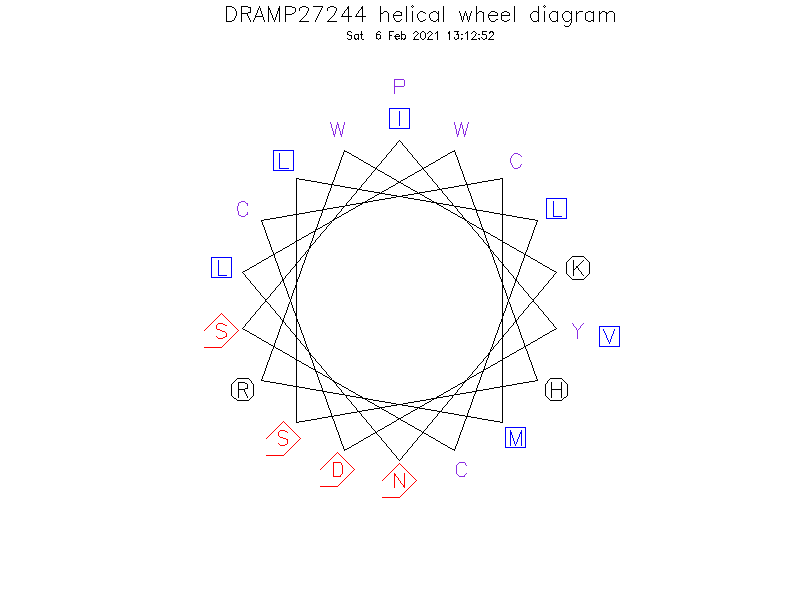 DRAMP27244 helical wheel diagram
Sat 6 Feb 2021 13:12:52
P
I
W W
L C
C L
L K
S Y V
R H
S M
D N C